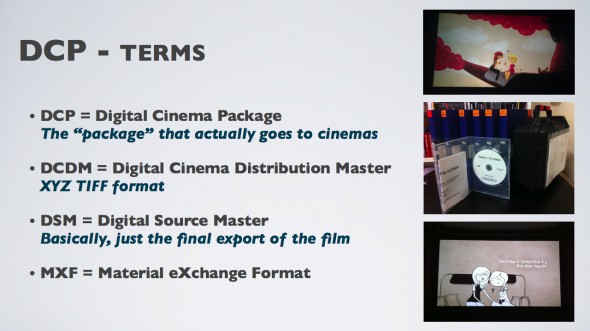 DCP - TERMS
• DCP = Digital Cinema Package
The “package” that actually goes to cinemas
• DCDM = Digital Cinema Distribution Master
XYZ TIFF format
• DSM = Digital Source Master
Basically, just the final export of the film
• MXF = Material eXchange Format